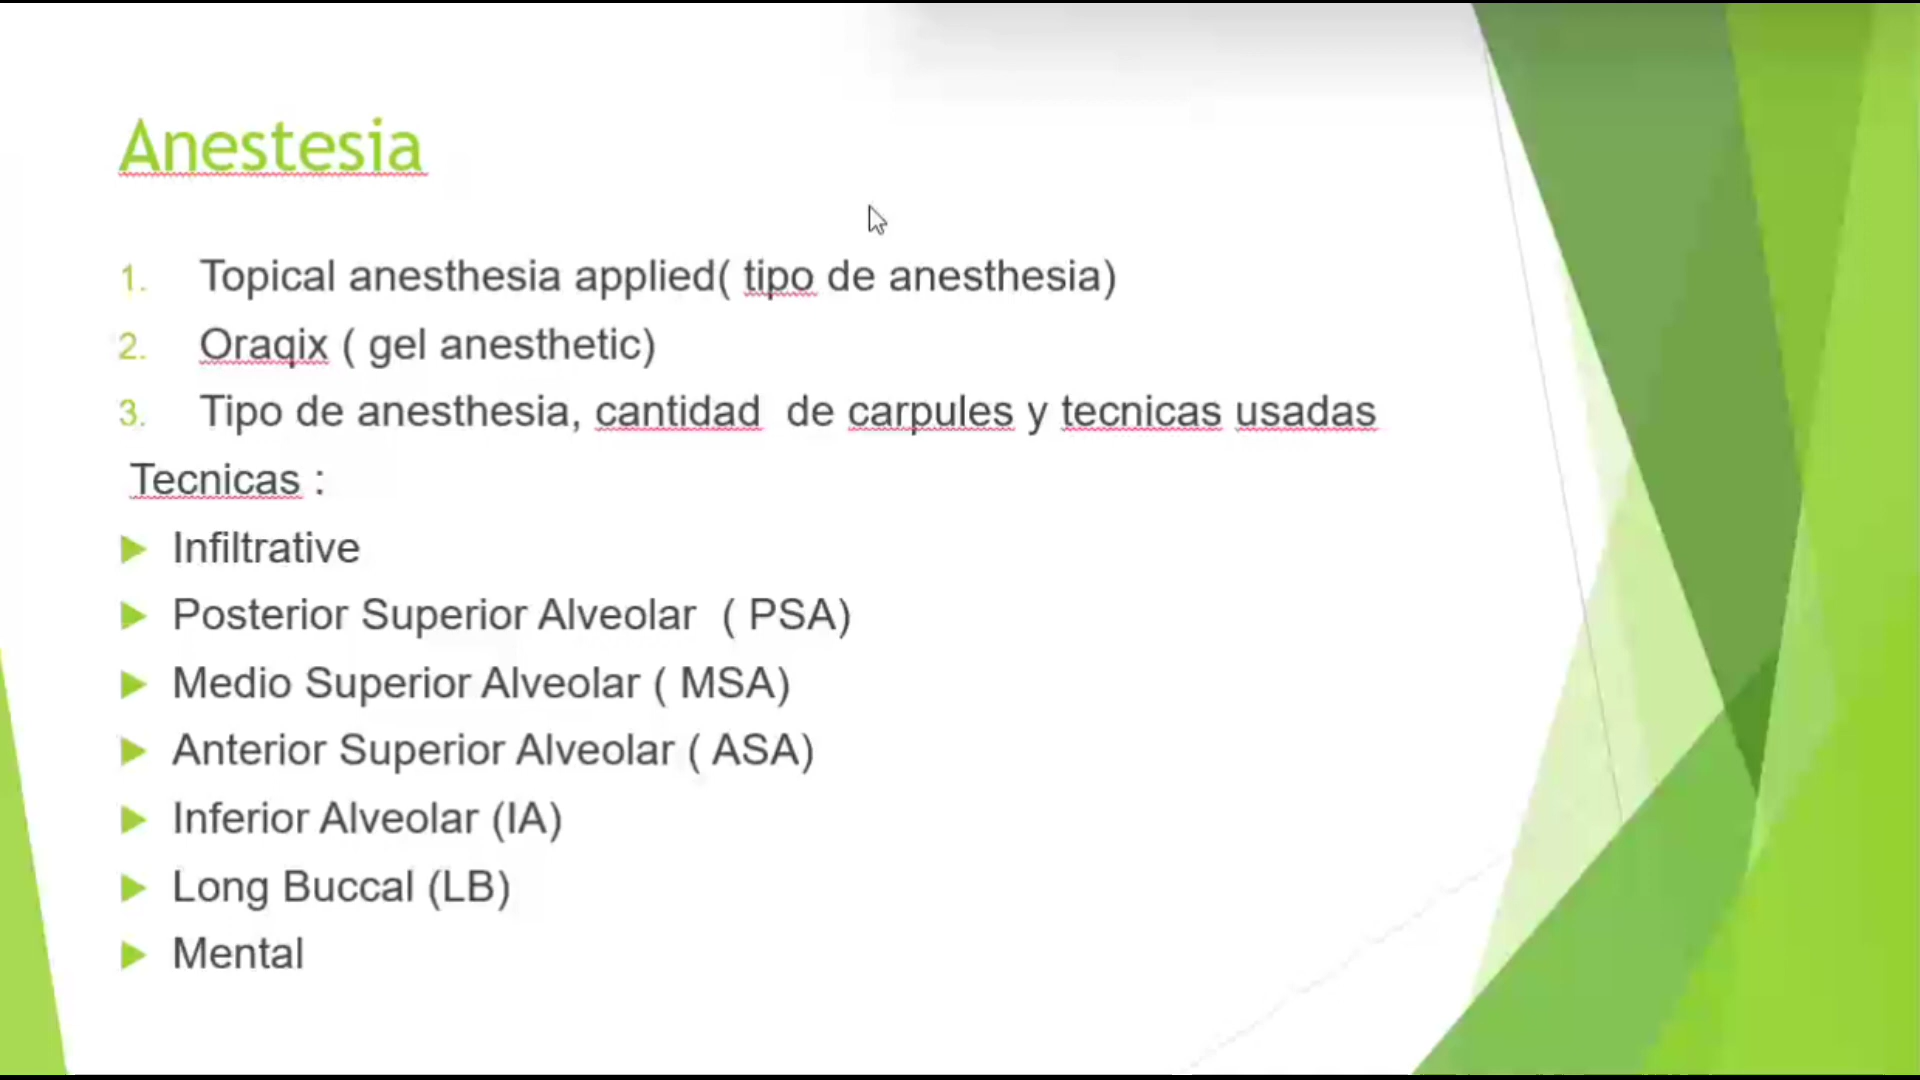 Anestesia
1. Topical anesthesia applied( tipo de anesthesia)
2. Oraqix ( gel anesthetic)
3. Tipo de anesthesia, cantidad  de carpules y tecnicas usadas
Tecnicas :
Infiltrative
Posterior Superior Alveolar  ( PSA)
Medio Superior Alveolar ( MSA)
Anterior Superior Alveolar ( ASA)
Inferior Alveolar (IA)
Long Buccal (LB)
Mental